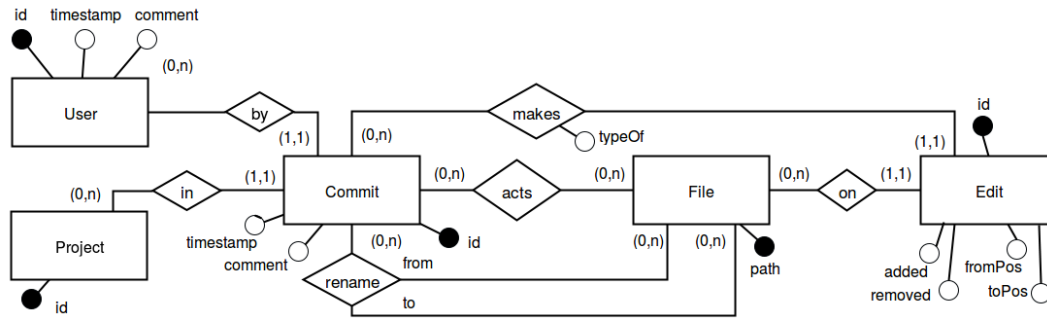 id timestamp comment
(0,n)
User
by
(1,1)
(0,n)
makes
typeOf
id
(1,1)
(0,n)
in
(1,1)
Commit
(0,n)
acts
(0,n)
File
(0,n)
on
(1,1)
Edit
Project
id
timestamp
comment
(0,n)
id
from
rename
to
(0,n)
(0,n)
path
added
removed
fromPos
toPos